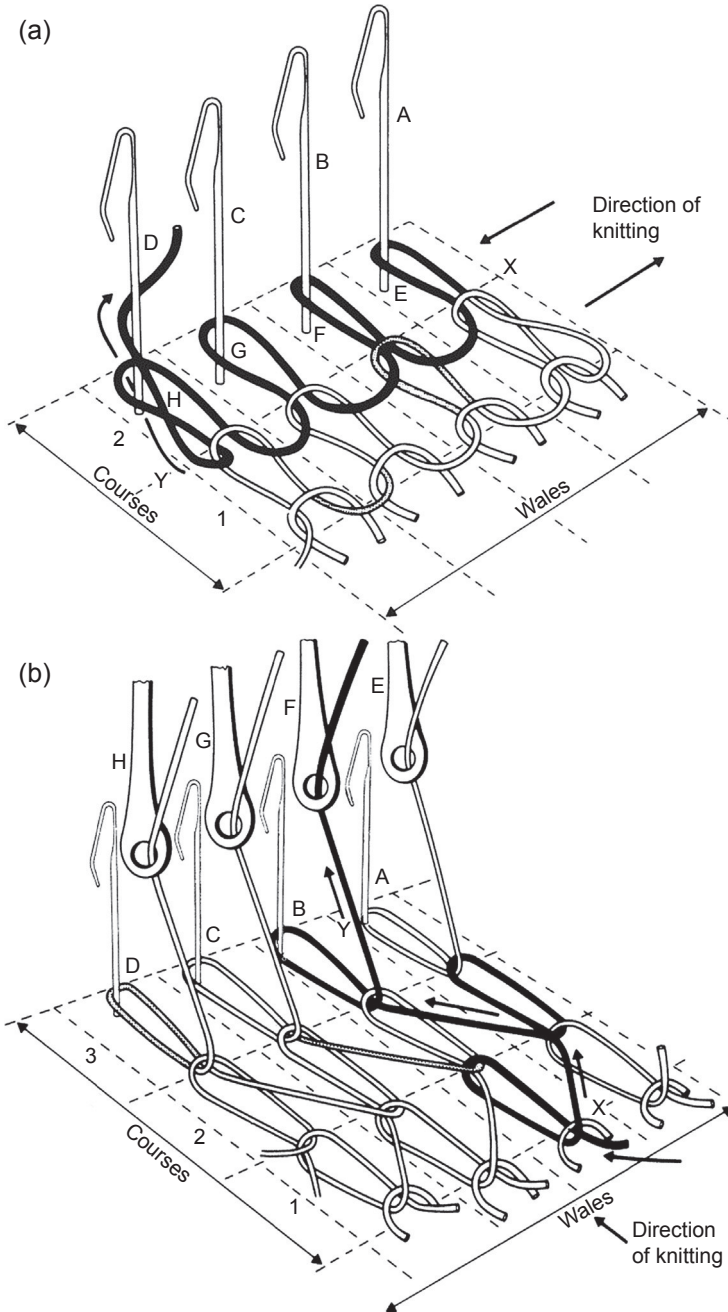 (a)
A
B
C
D
Direction of
knitting
X
E
F
G
H
2
Y
1
Courses
Wales
(b)
E
F
G
H
A
Y
B
C
D
3
X
2
Courses
1
Wales
Direction
of knitting